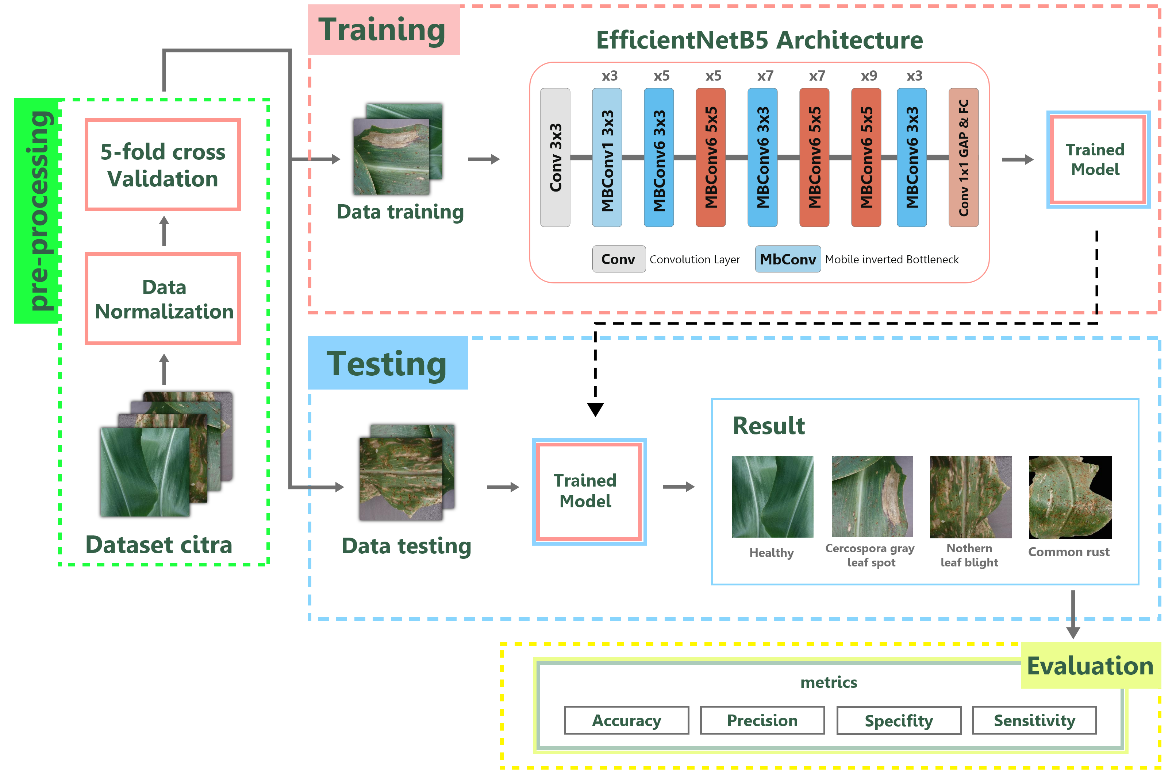 pre-processing
5-fold cross
Validation
Data
Normalization
Dataset citra
Training
Data training
EfficientNetB5 Architecture
x3
x5
x5
x7
x7
x9
x3
Conv 3x3
MBConv1 3x3
MBConv6 3x3
MBConv6 5x5
MBConv6 3x3
MBConv6 5x5
MBConv6 5x5
MBConv6 3x3
Conv 1x1 GAP & FC
Conv
Convolution Layer
MbConv
Mobile inverted Bottleneck
Trained
Model
Testing
Data testing
Trained
Model
Result
Healthy
Cercospora gray
leaf spot
Nothern
leaf blight
Common rust
Evaluation
metrics
Accuracy
Precision
Specifity
Sensitivity